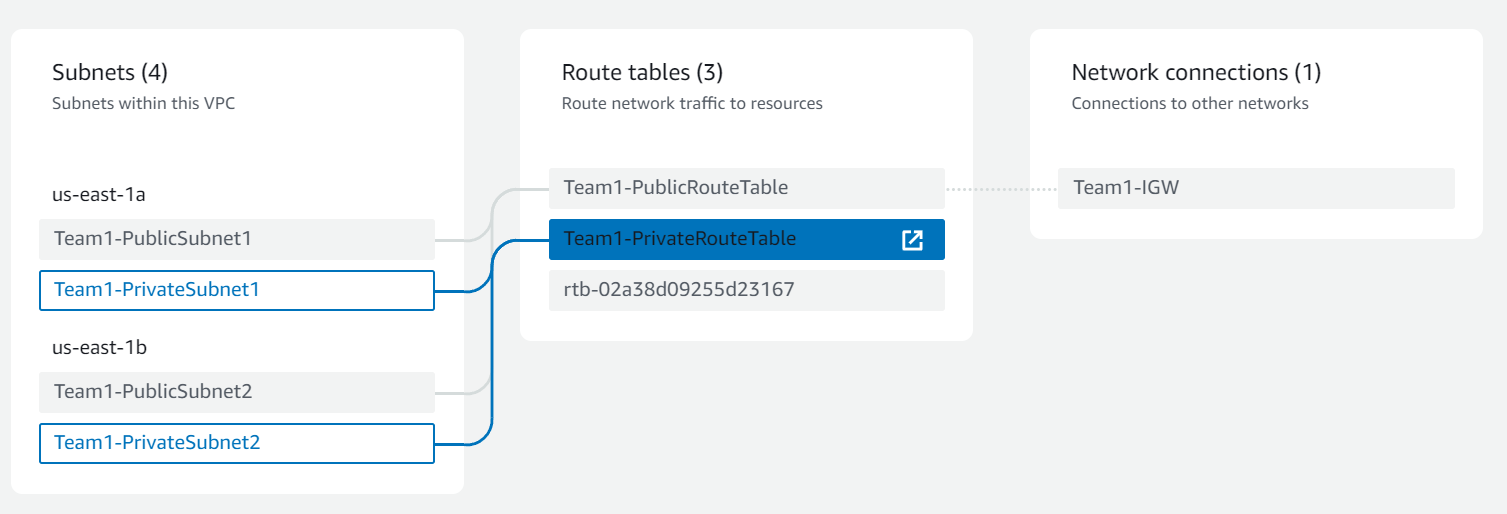 Subnets (4)
Subnets within this VPC
us-east-1a
Team1-PublicSubnet1
Team1-PrivateSubnet1
us-east-1b
Team1-PublicSubnet2
Team1-PrivateSubnet2
Route tables (3)
Route network traffic to resources
Team1-PublicRouteTable
Team1-PrivateRouteTable
rtb-02a38d09255d23167
Network connections (1)
Connections to other networks
Team1-IGW